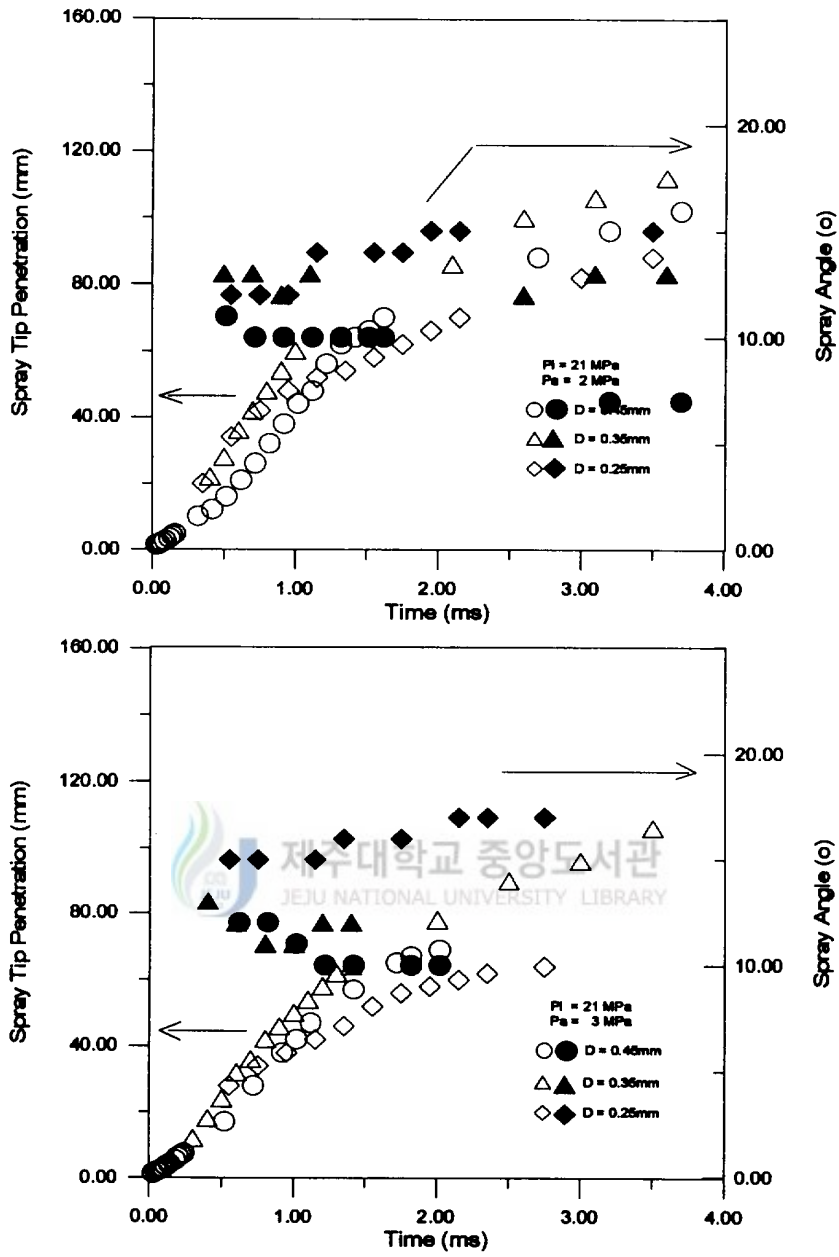 160.00
120.00
80.00
40.00
0.00
Spray Tip Penetration (mm)
20.00
10.00
0.00
Spray Angle (o)
Pi = 21 MPa
Pa = 2 MPa
D = 0.45mm
D = 0.35mm
D = 0.25mm
0.00 1.00 2.00 3.00 4.00
Time (ms)
160.00
120.00
80.00
40.00
0.00
Spray Tip Penetration (mm)
20.00
10.00
0.00
Spray Angle (o)
제주대학교 중앙도서관
JEJU NATIONAL UNIVERSITY LIBRARY
JEJU
Pi = 21 MPa
Pa = 3 MPa
D = 0.45mm
D = 0.35mm
D = 0.25mm
0.00 1.00 2.00 3.00 4.00
Time (ms)